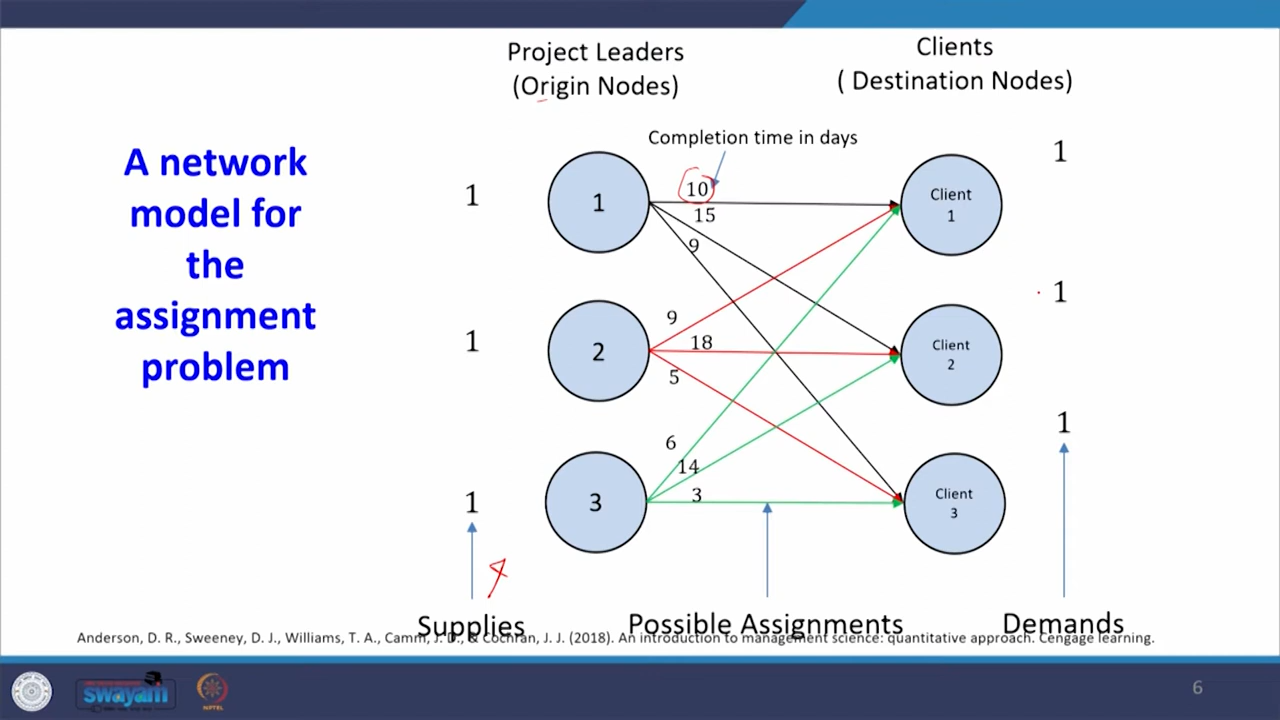 Project Leaders
(Origin Nodes)
Clients
( Destination Nodes)
A network
model for
the
assignment
problem
Completion time in days
1
1
10
15
9
1
Client
1
1
1
2
9
18
5
Client
2
1
1
3
6
14
3
Client
3
1
Supplies
Possible Assignments
Demands
Anderson, D. R., Sweeney, D. J., Williams, T. A., Camm, J. D., & Cochran, J. J. (2018). An introduction to management science: quantitative approach. Cengage learning.
swayam
NPTEL
6